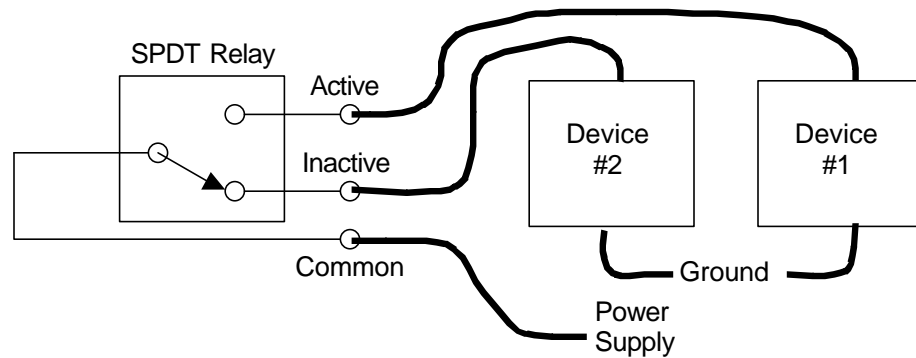 SPDT Relay
Active
Inactive
Common
Device
#2
Device
#1
Ground
Power
Supply